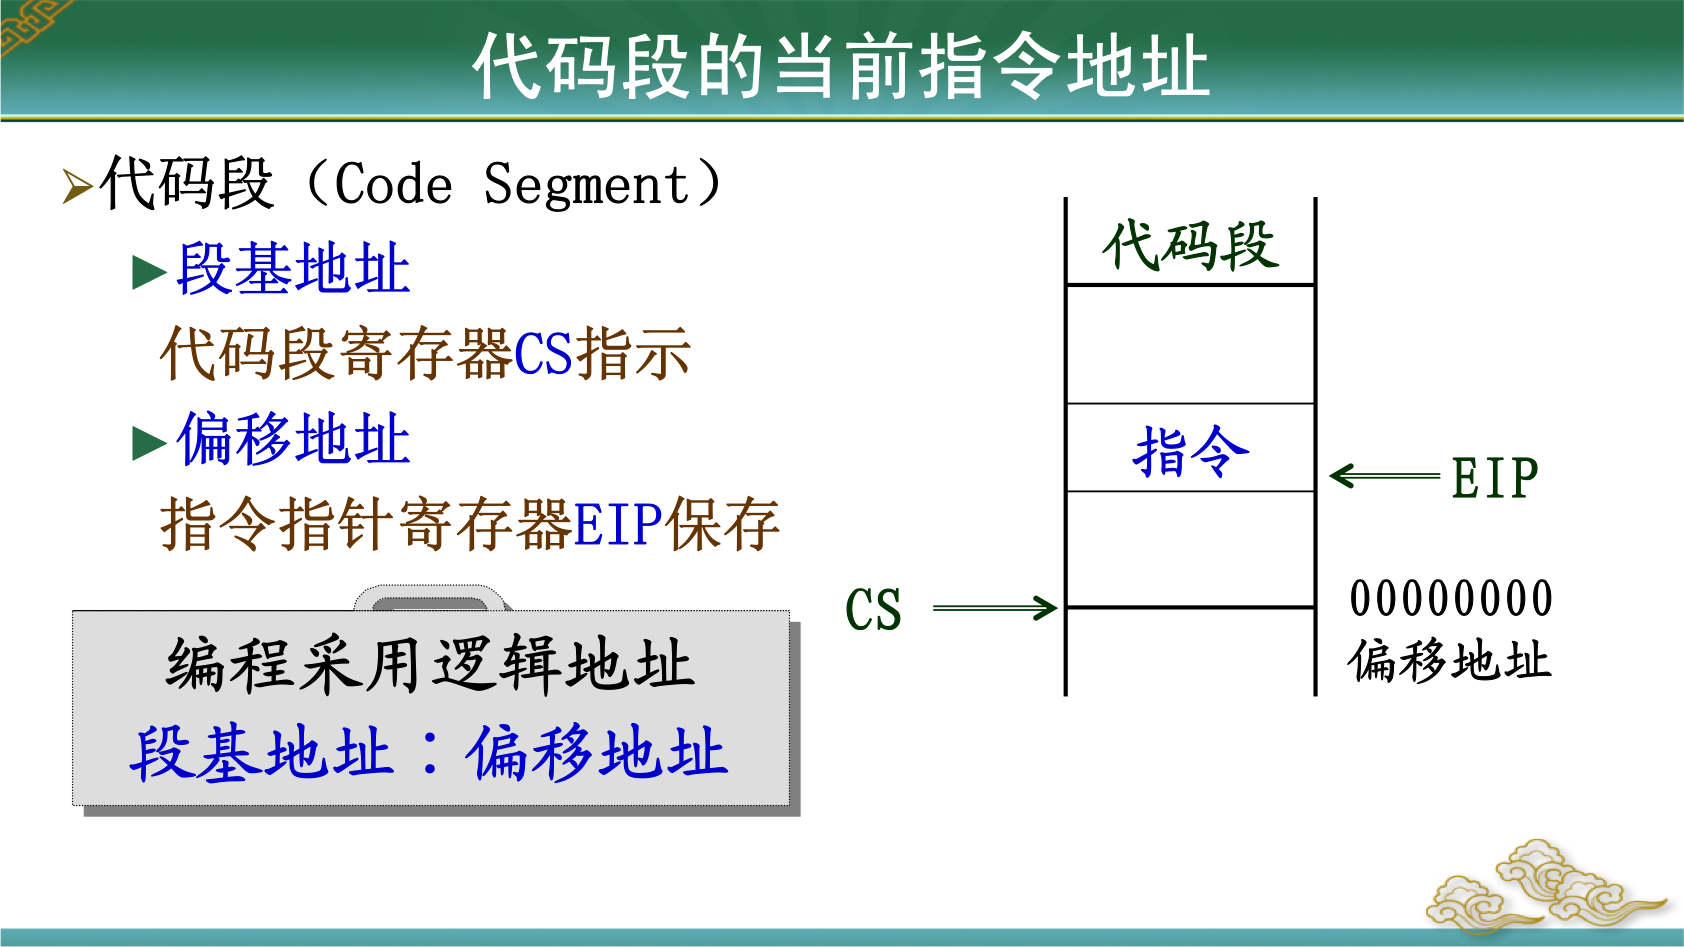 代码段的当前指令地址
代码段（Code Segment）
段基地址
代码段寄存器CS指示
偏移地址
指令指针寄存器EIP保存
编程采用逻辑地址
段基地址：偏移地址
代码段
指令
EIP
CS
00000000
偏移地址